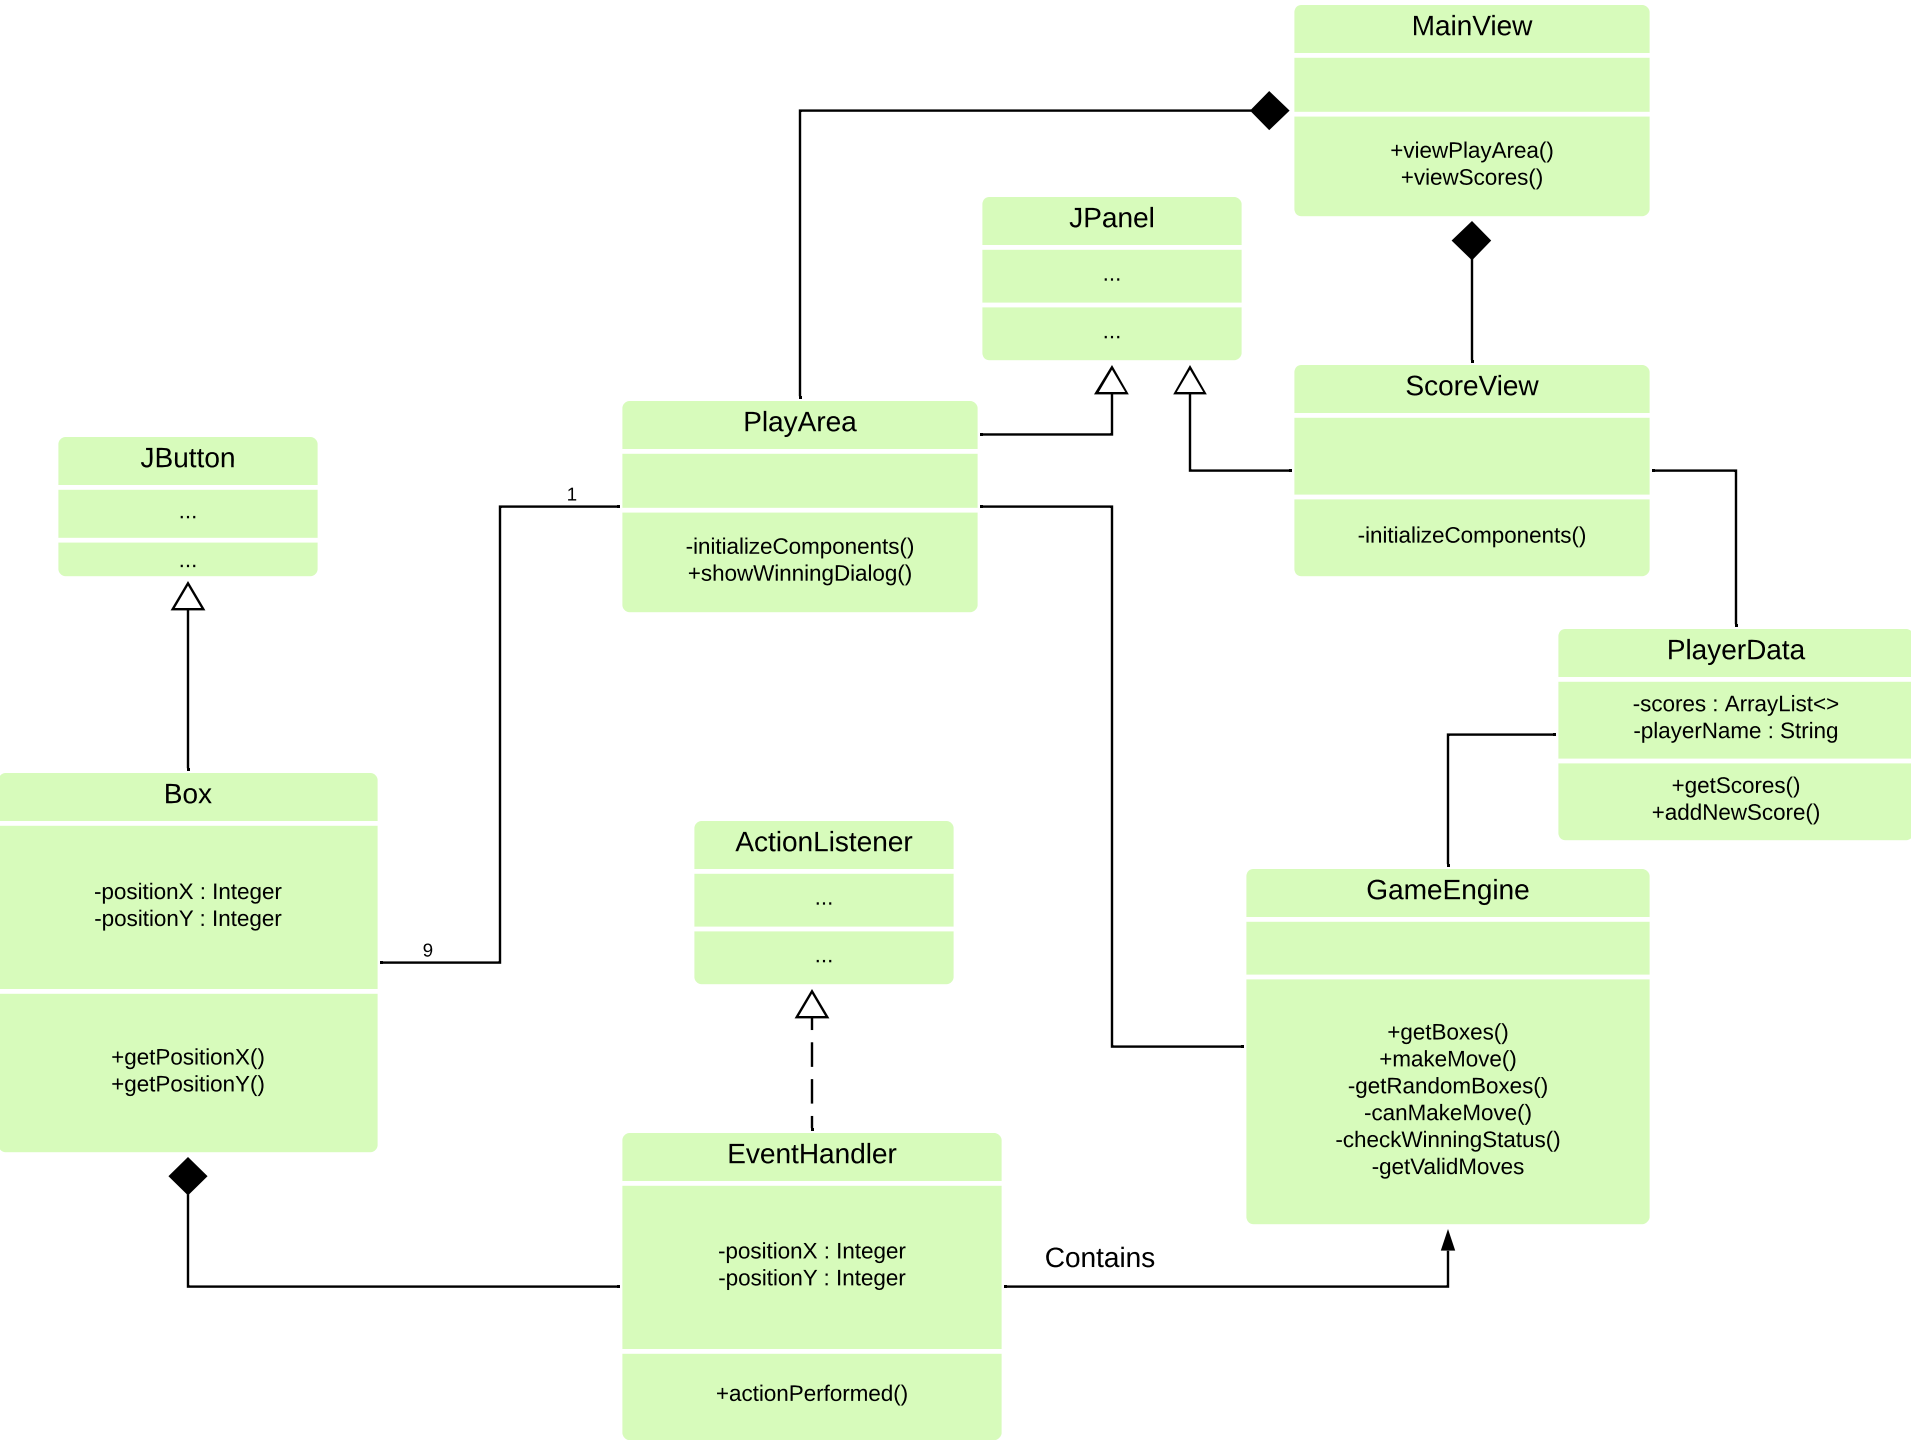 MainView
+viewPlayArea()
+viewScores()
JPanel
...
...
ScoreView
-initializeComponents()
PlayArea
-initializeComponents()
+showWinningDialog()
JButton
...
...
1
PlayerData
-scores : ArrayList<>
-playerName : String
+getScores()
+addNewScore()
Box
-positionX : Integer
-positionY : Integer
+getPositionX()
+getPositionY()
9
ActionListener
...
...
GameEngine
+getBoxes()
+makeMove()
-getRandomBoxes()
-canMakeMove()
-checkWinningStatus()
-getValidMoves
EventHandler
-positionX : Integer
-positionY : Integer
+actionPerformed()
Contains